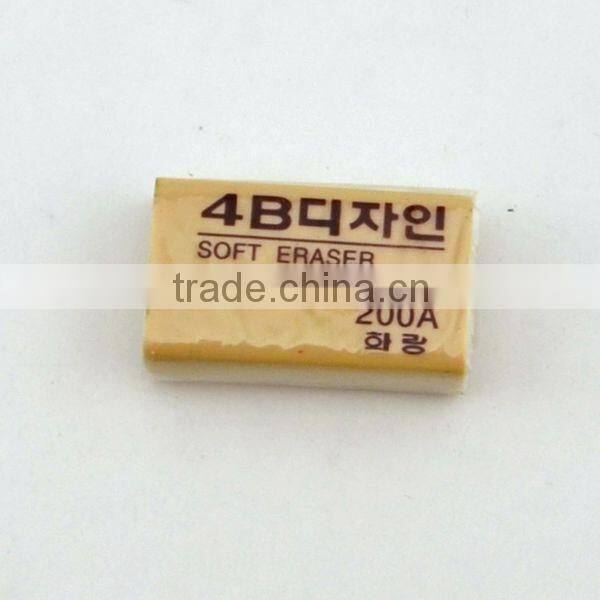 4B디자인
SOFT ERASER
trade.china.cn
200A
화랑